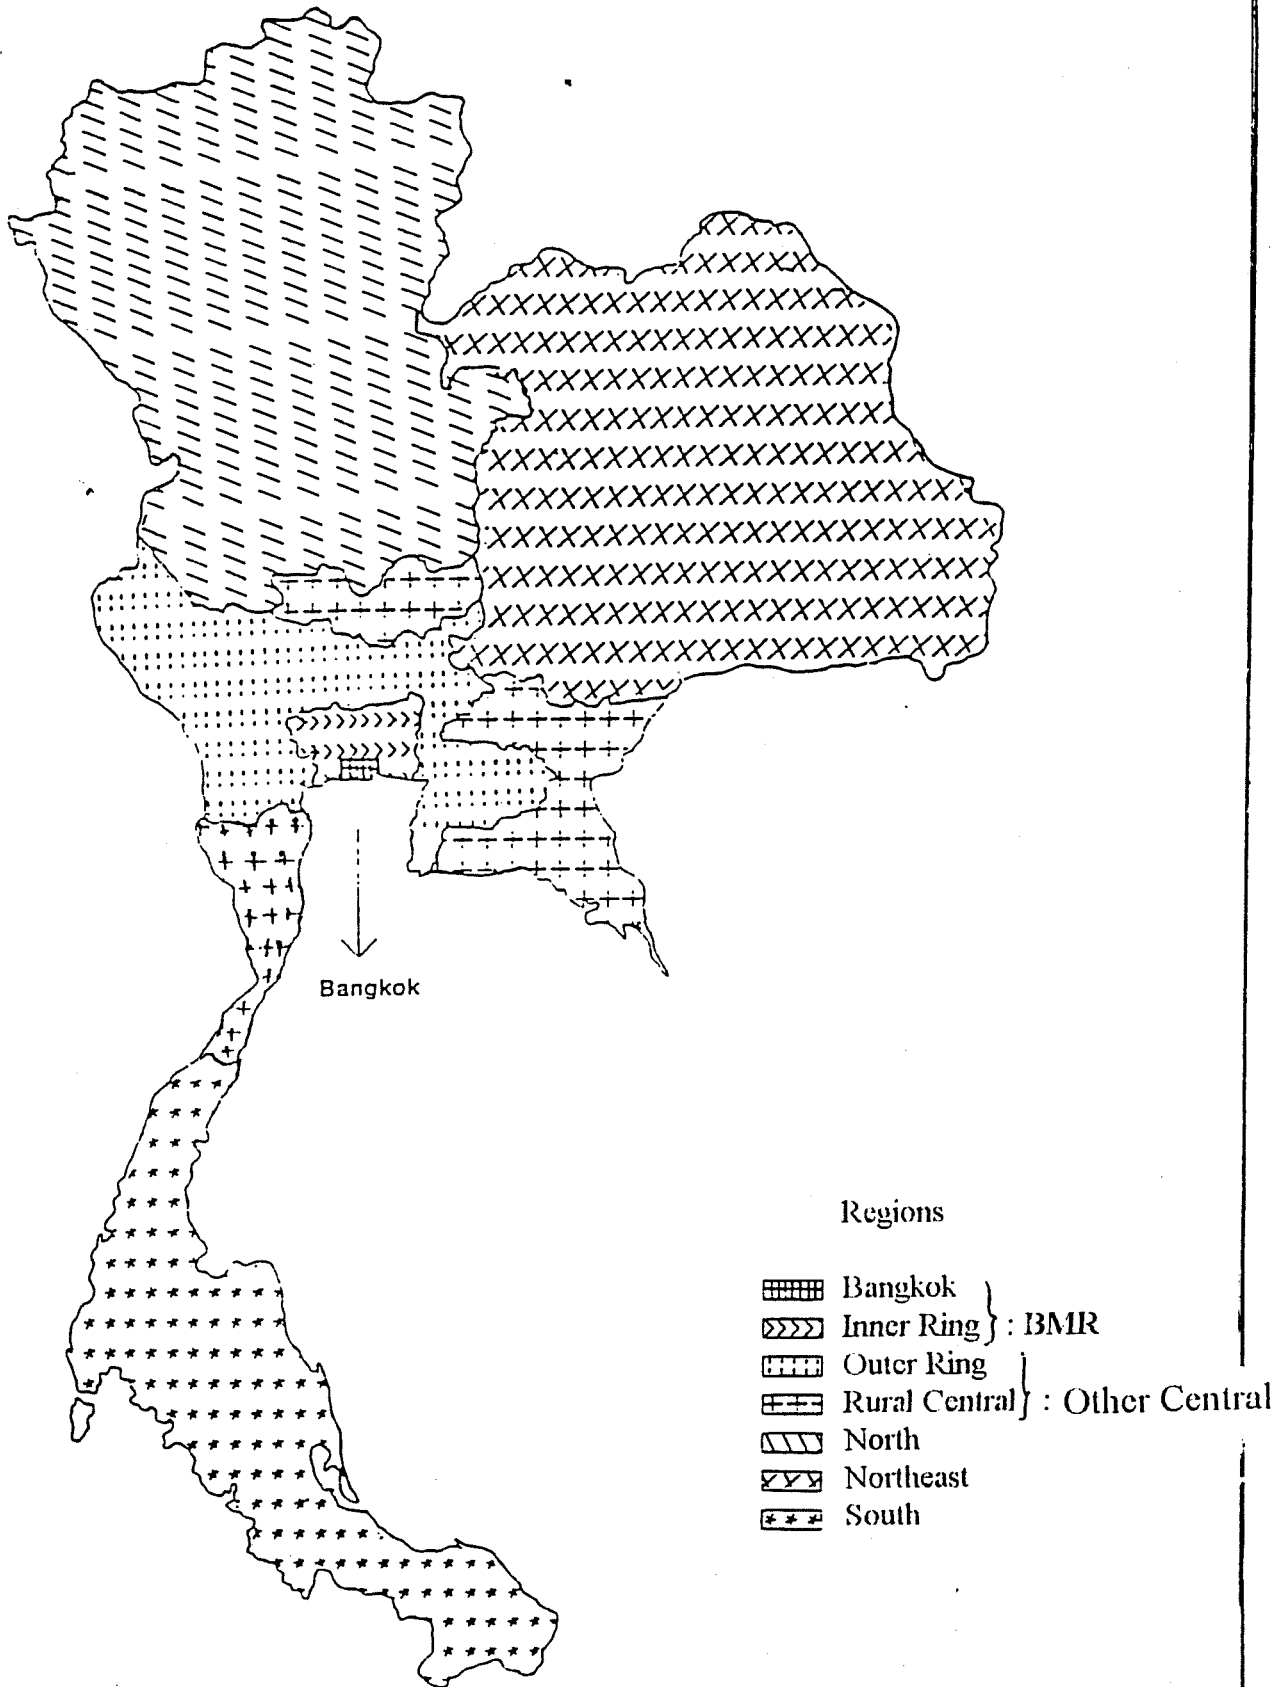 Bangkok
Regions
Bangkok
Inner Ring } : BMR
Outer Ring
Rural Central } : Other Central
North
Northeast
South